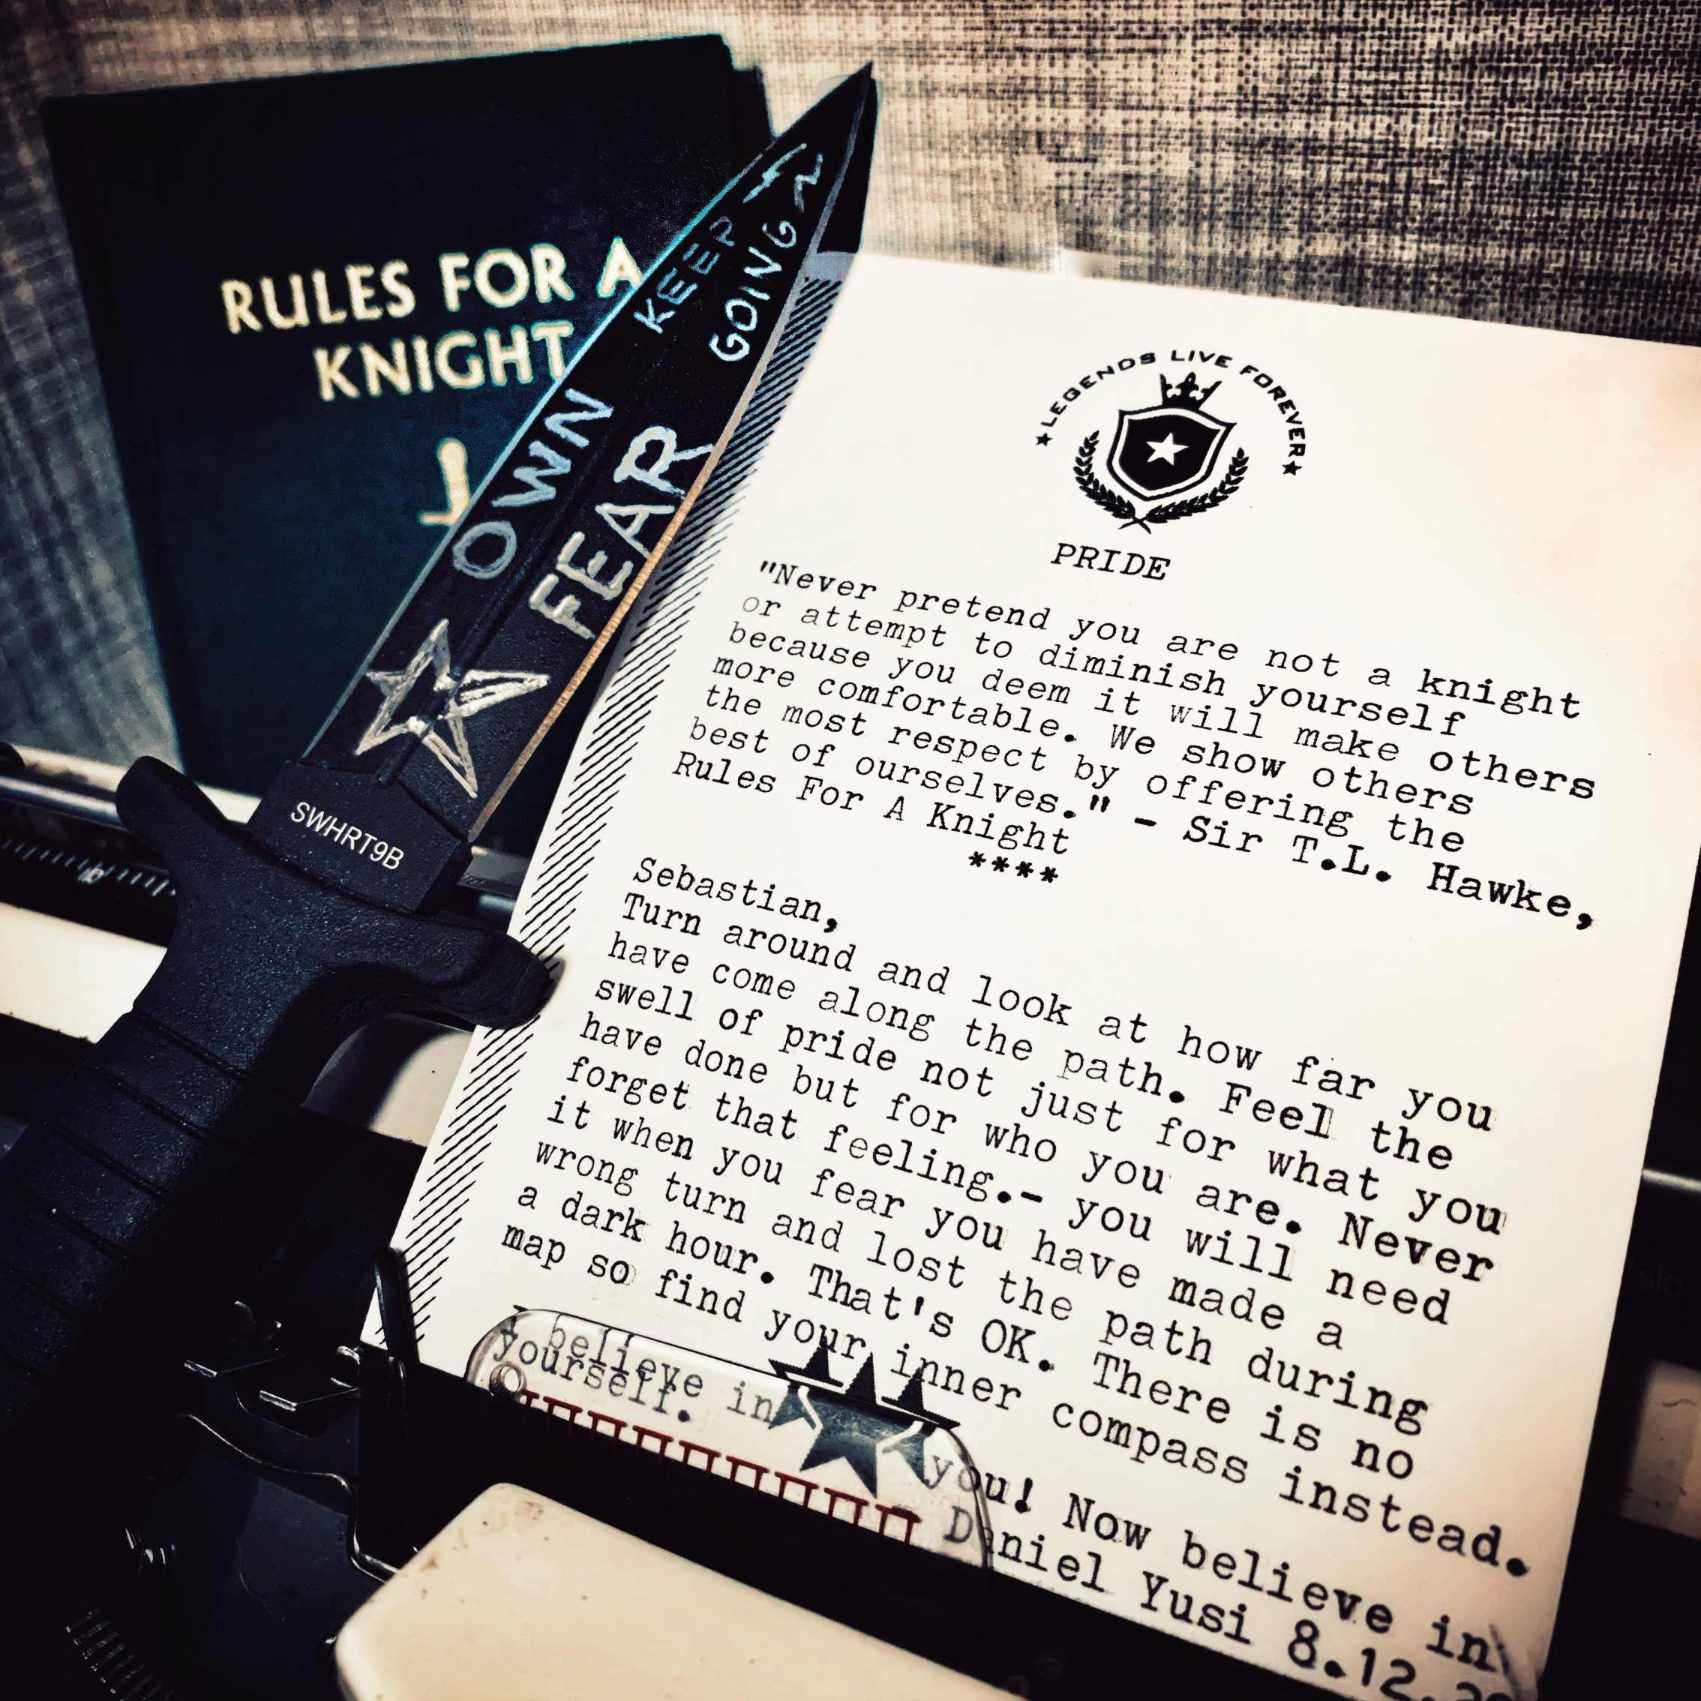 RULES FOR A
KNIGHT
KEEP
GOING
OWN
FEAR
SWHRT9B
LEGENDS LIVE FOREVER
PRIDE
"Never pretend you are not a knight
or attempt to diminish yourself
because you deem it will make others
more comfortable. We show others
the most respect by offering the
best of ourselves." - Sir T.L. Hawke,
Rules For A Knight
****
Sebastian,
Turn around and look at how far you
have come along the path. Feel the
swell of pride not just for what you
have done but for who you are. Never
forget that feeling.- you will need
it when you fear you have made a
wrong turn and lost the path during
a dark hour. That's OK. There is no
map so find your inner compass instead.
I believe in you! Now believe in
yourself. Daniel Yusi 8.12.